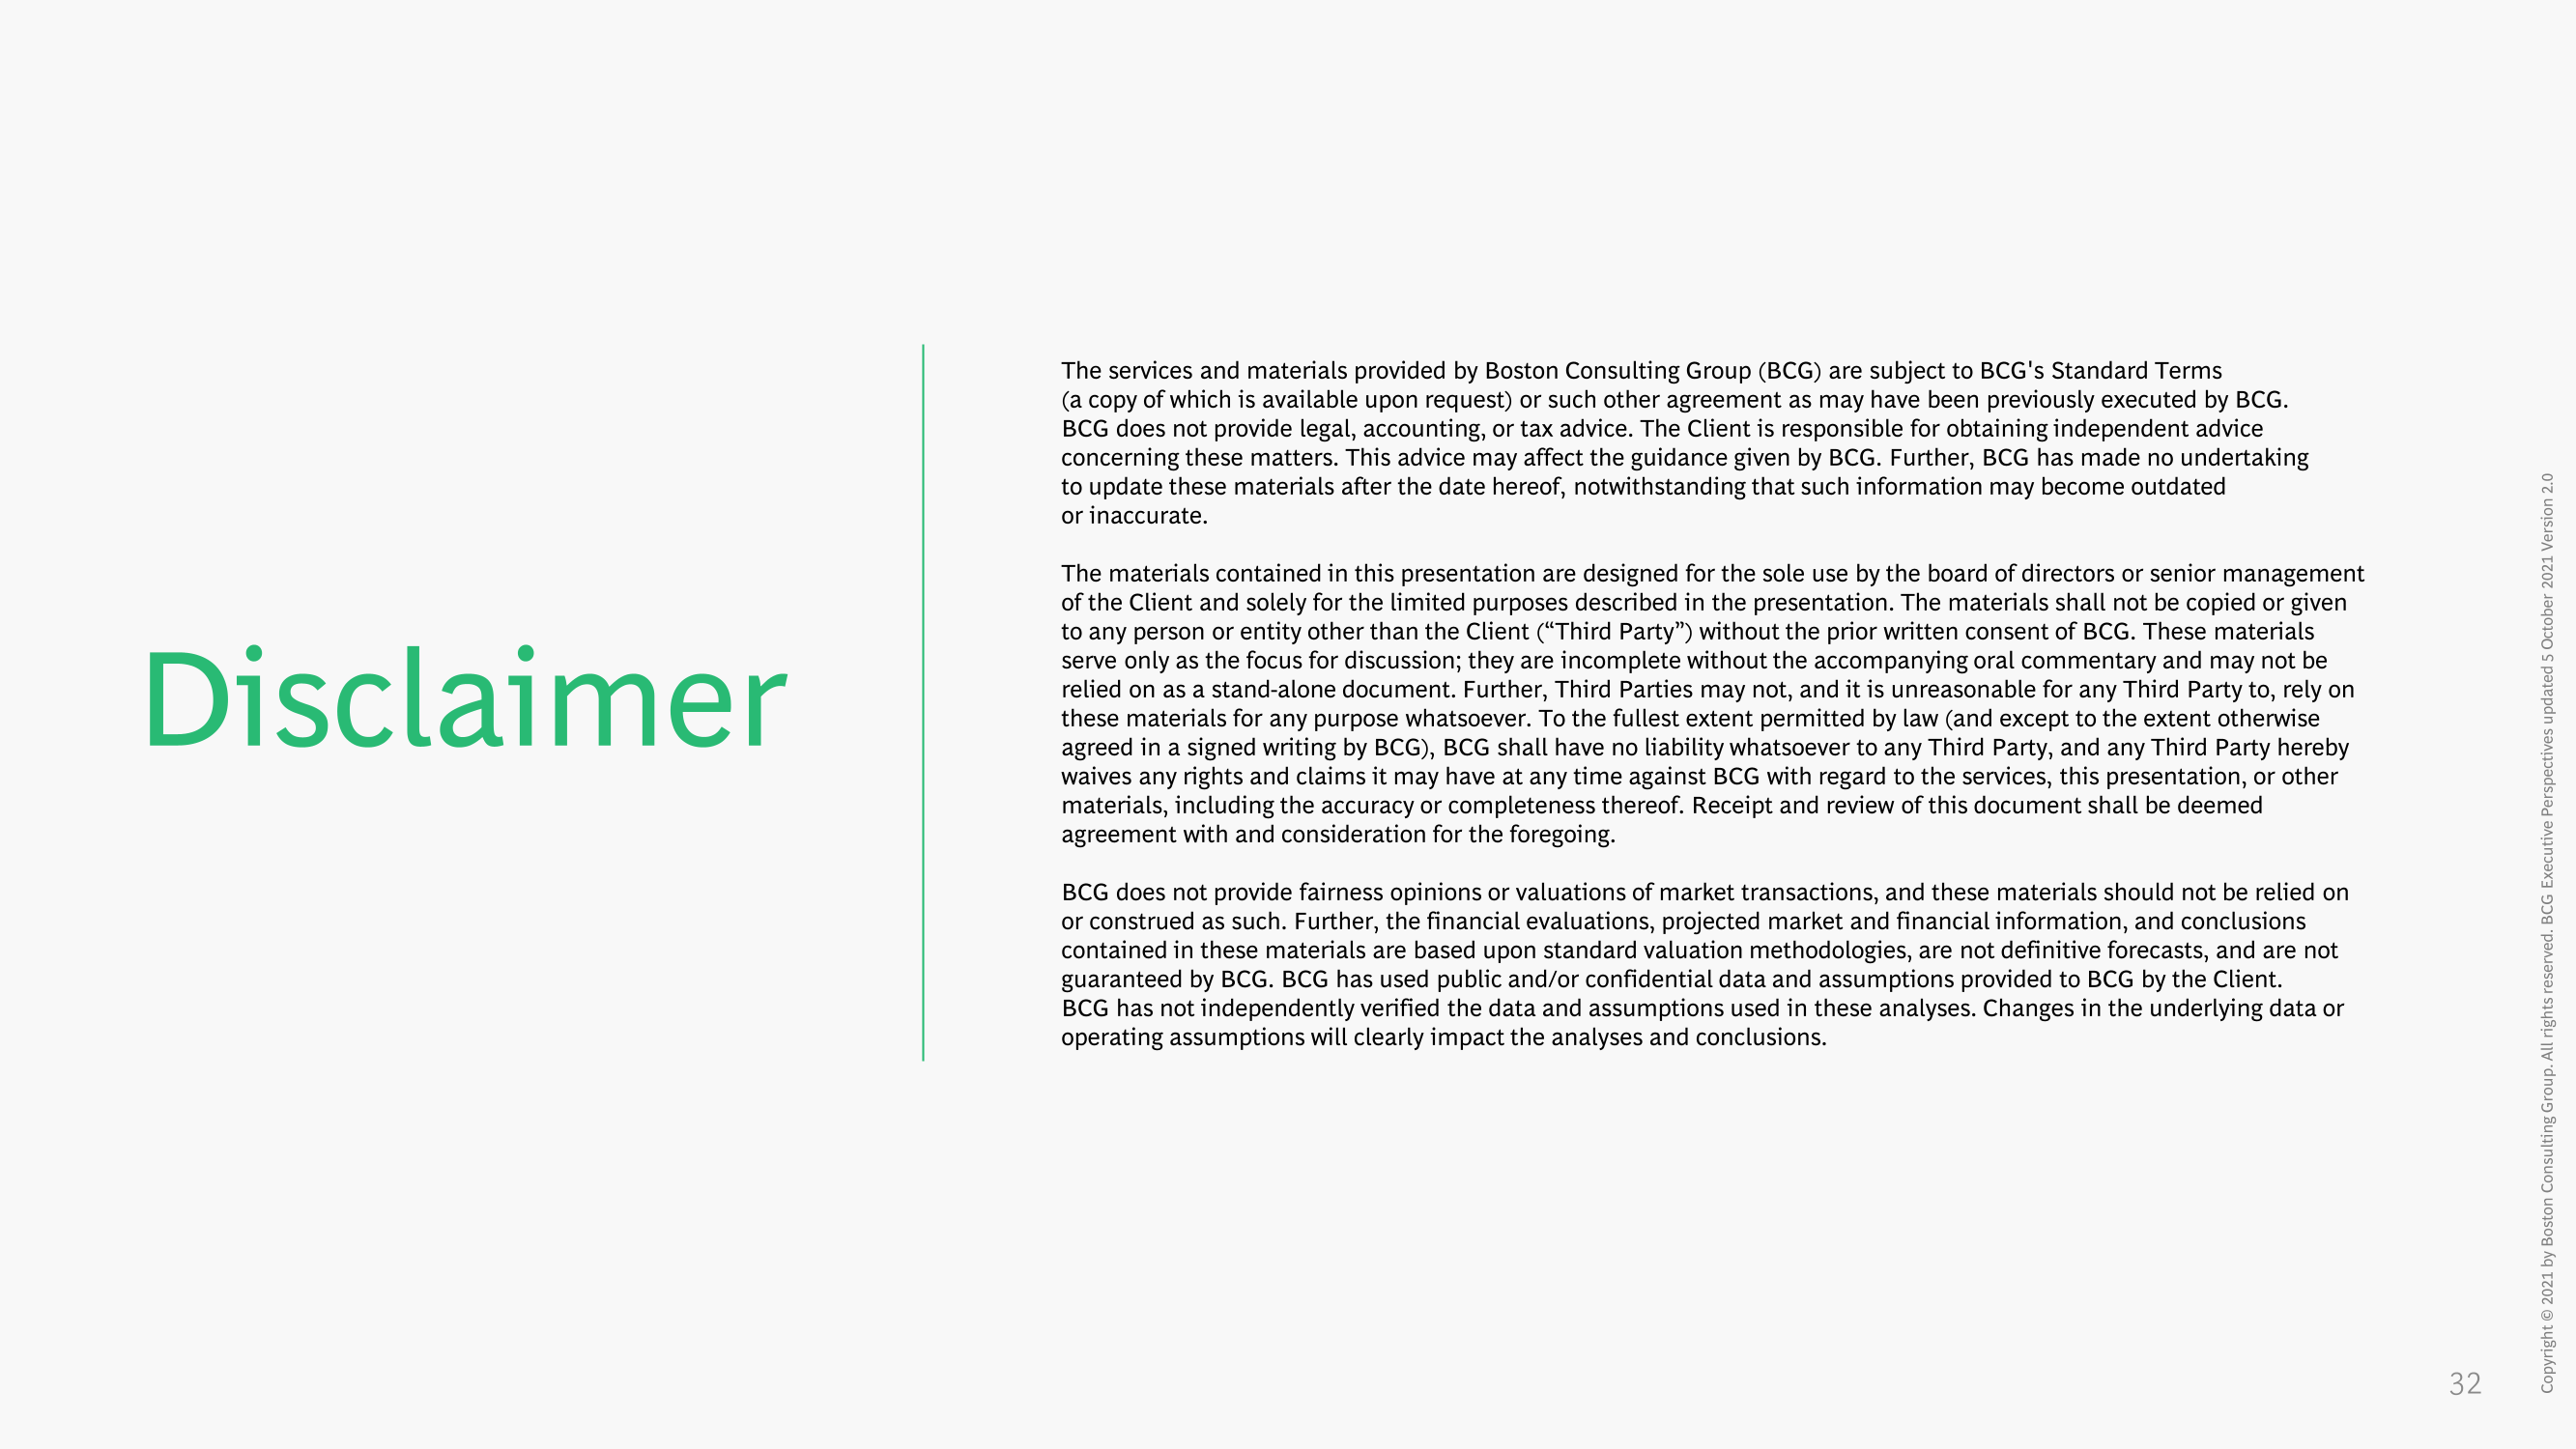 Disclaimer
The services and materials provided by Boston Consulting Group (BCG) are subject to BCG's Standard Terms
(a copy of which is available upon request) or such other agreement as may have been previously executed by BCG.
BCG does not provide legal, accounting, or tax advice. The Client is responsible for obtaining independent advice
concerning these matters. This advice may affect the guidance given by BCG. Further, BCG has made no undertaking
to update these materials after the date hereof, notwithstanding that such information may become outdated
or inaccurate.
The materials contained in this presentation are designed for the sole use by the board of directors or senior management
of the Client and solely for the limited purposes described in the presentation. The materials shall not be copied or given
to any person or entity other than the Client (“Third Party”) without the prior written consent of BCG. These materials
serve only as the focus for discussion; they are incomplete without the accompanying oral commentary and may not be
relied on as a stand-alone document. Further, Third Parties may not, and it is unreasonable for any Third Party to, rely on
these materials for any purpose whatsoever. To the fullest extent permitted by law (and except to the extent otherwise
agreed in a signed writing by BCG), BCG shall have no liability whatsoever to any Third Party, and any Third Party hereby
waives any rights and claims it may have at any time against BCG with regard to the services, this presentation, or other
materials, including the accuracy or completeness thereof. Receipt and review of this document shall be deemed
agreement with and consideration for the foregoing.
BCG does not provide fairness opinions or valuations of market transactions, and these materials should not be relied on
or construed as such. Further, the financial evaluations, projected market and financial information, and conclusions
contained in these materials are based upon standard valuation methodologies, are not definitive forecasts, and are not
guaranteed by BCG. BCG has used public and/or confidential data and assumptions provided to BCG by the Client.
BCG has not independently verified the data and assumptions used in these analyses. Changes in the underlying data or
operating assumptions will clearly impact the analyses and conclusions.
Copyright © 2021 by Boston Consulting Group. All rights reserved. BCG Executive Perspectives updated 5 October 2021 Version 2.0
32